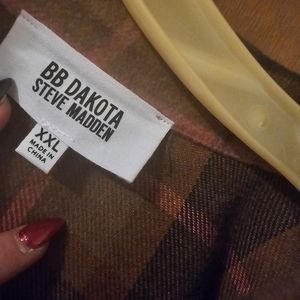 BB DAKOTA
STEVE MADDEN
XXL
MADE IN
CHINA